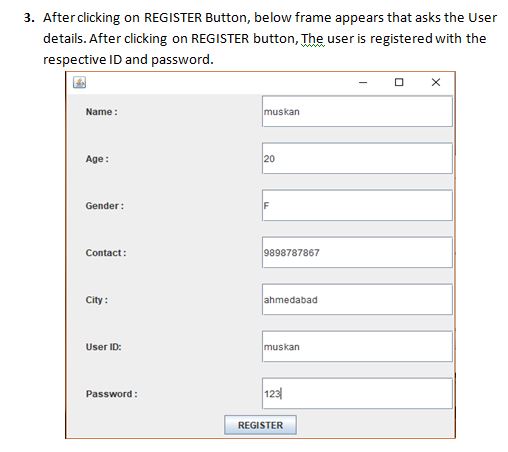 3. After clicking on REGISTER Button, below frame appears that asks the User
details. After clicking on REGISTER button, The user is registered with the
respective ID and password.
Name : muskan
Age : 20
Gender : F
Contact : 9898787867
City : ahmedabad
User ID: muskan
Password : 123
REGISTER